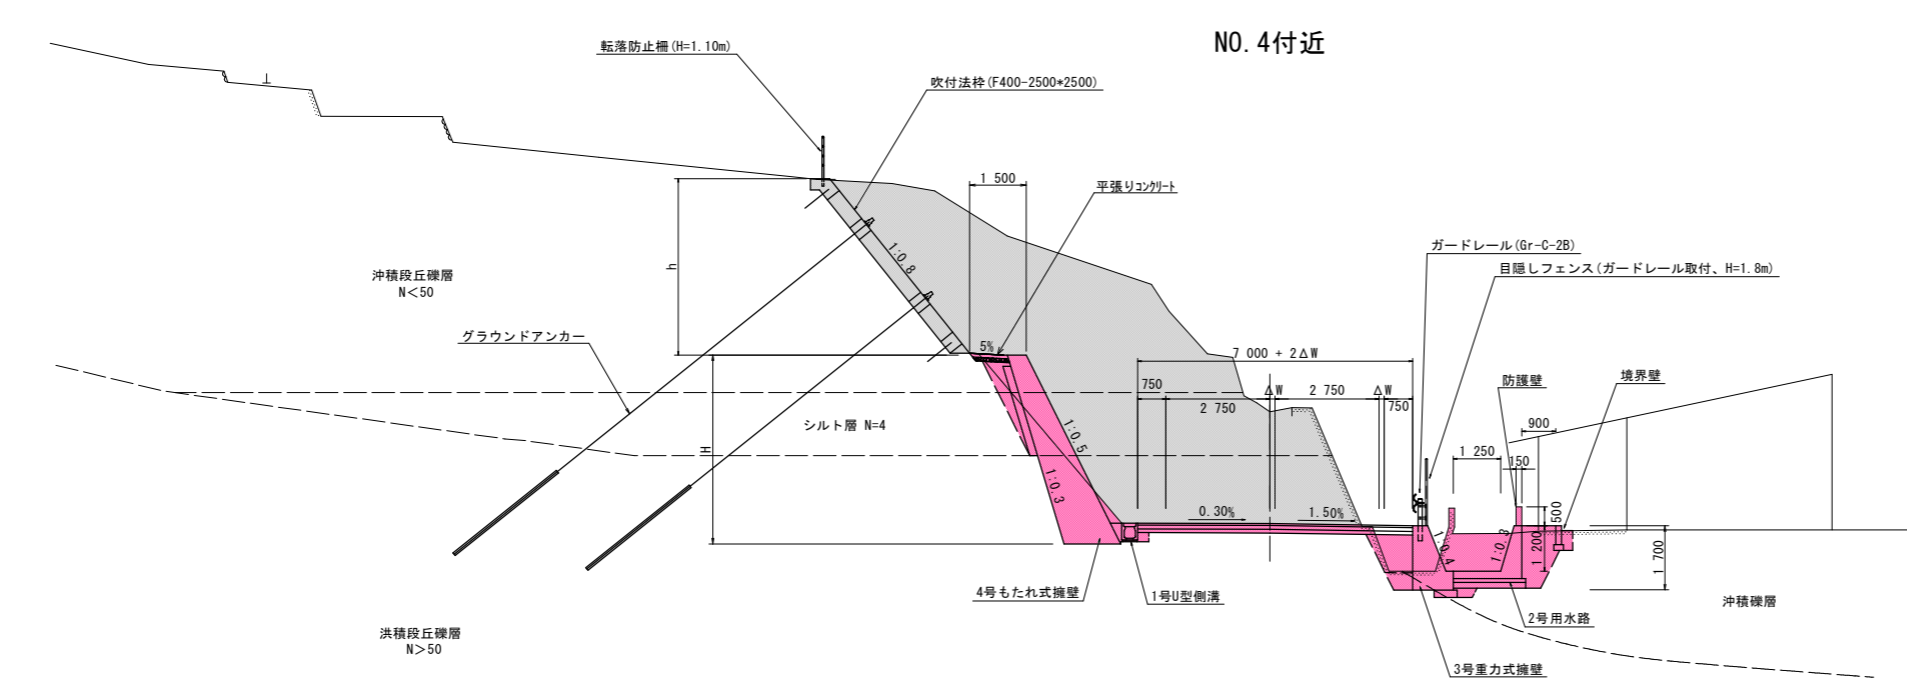 NO.4付近
転落防止柵(H=1.10m)
吹付法枠(F400-2500*2500)
1 500
平張りコンクリート
ガードレール(Gr-C-2B)
目隠しフェンス(ガードレール取付、H=1.8m)
h
1:0.8
沖積段丘礫層
N<50
グラウンドアンカー
5%
7 000 + 2ΔW
750
2 750
ΔW
2 750
ΔW
750
防護壁
境界壁
900
1 250
150
シルト層 N=4
H
1:0.5
1:0.3
0.30%
1.50%
1:0.4
1:0.3
500
1 200
1 700
4号もたれ式擁壁
1号U型側溝
2号用水路
沖積礫層
3号重力式擁壁
洪積段丘礫層
N>50